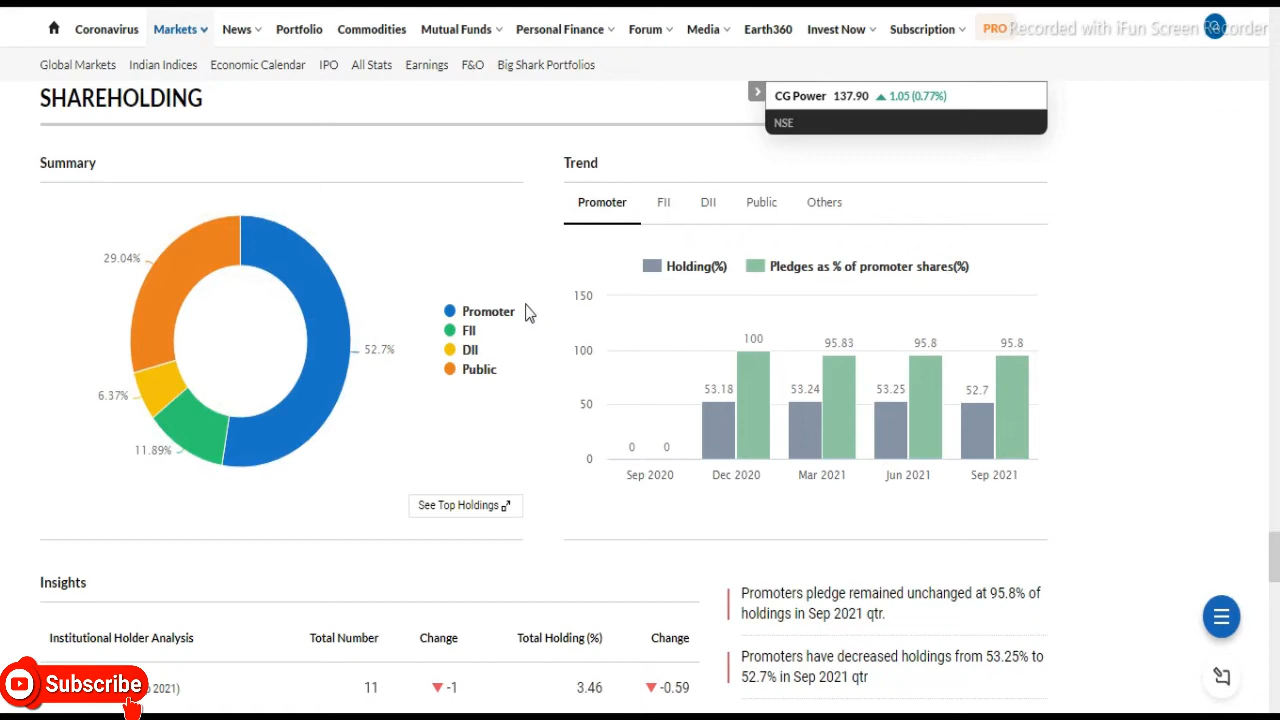 Coronavirus Markets News Portfolio Commodities Mutual Funds Personal Finance Forum Media Earth360 Invest Now Subscription PRO
Recorded with iFun Screen Recorder
Global Markets Indian Indices Economic Calendar IPO All Stats Earnings F&O Big Shark Portfolios
SHAREHOLDING
CG Power 137.90 1.05 (0.77%)
NSE
Summary
29.04%
52.7%
6.37%
11.89%
Promoter
FII
DII
Public
See Top Holdings
Trend
Promoter FII DII Public Others
Holding(%) Pledges as % of promoter shares(%)
150
100
50
0
0 0 53.18 100 53.24 95.83 53.25 95.8 52.7 95.8
Sep 2020 Dec 2020 Mar 2021 Jun 2021 Sep 2021
Insights
Institutional Holder Analysis Total Number Change Total Holding (%) Change
2021) 11 -1 3.46 -0.59
Promoters pledge remained unchanged at 95.8% of
holdings in Sep 2021 qtr.
Promoters have decreased holdings from 53.25% to
52.7% in Sep 2021 qtr
Subscribe